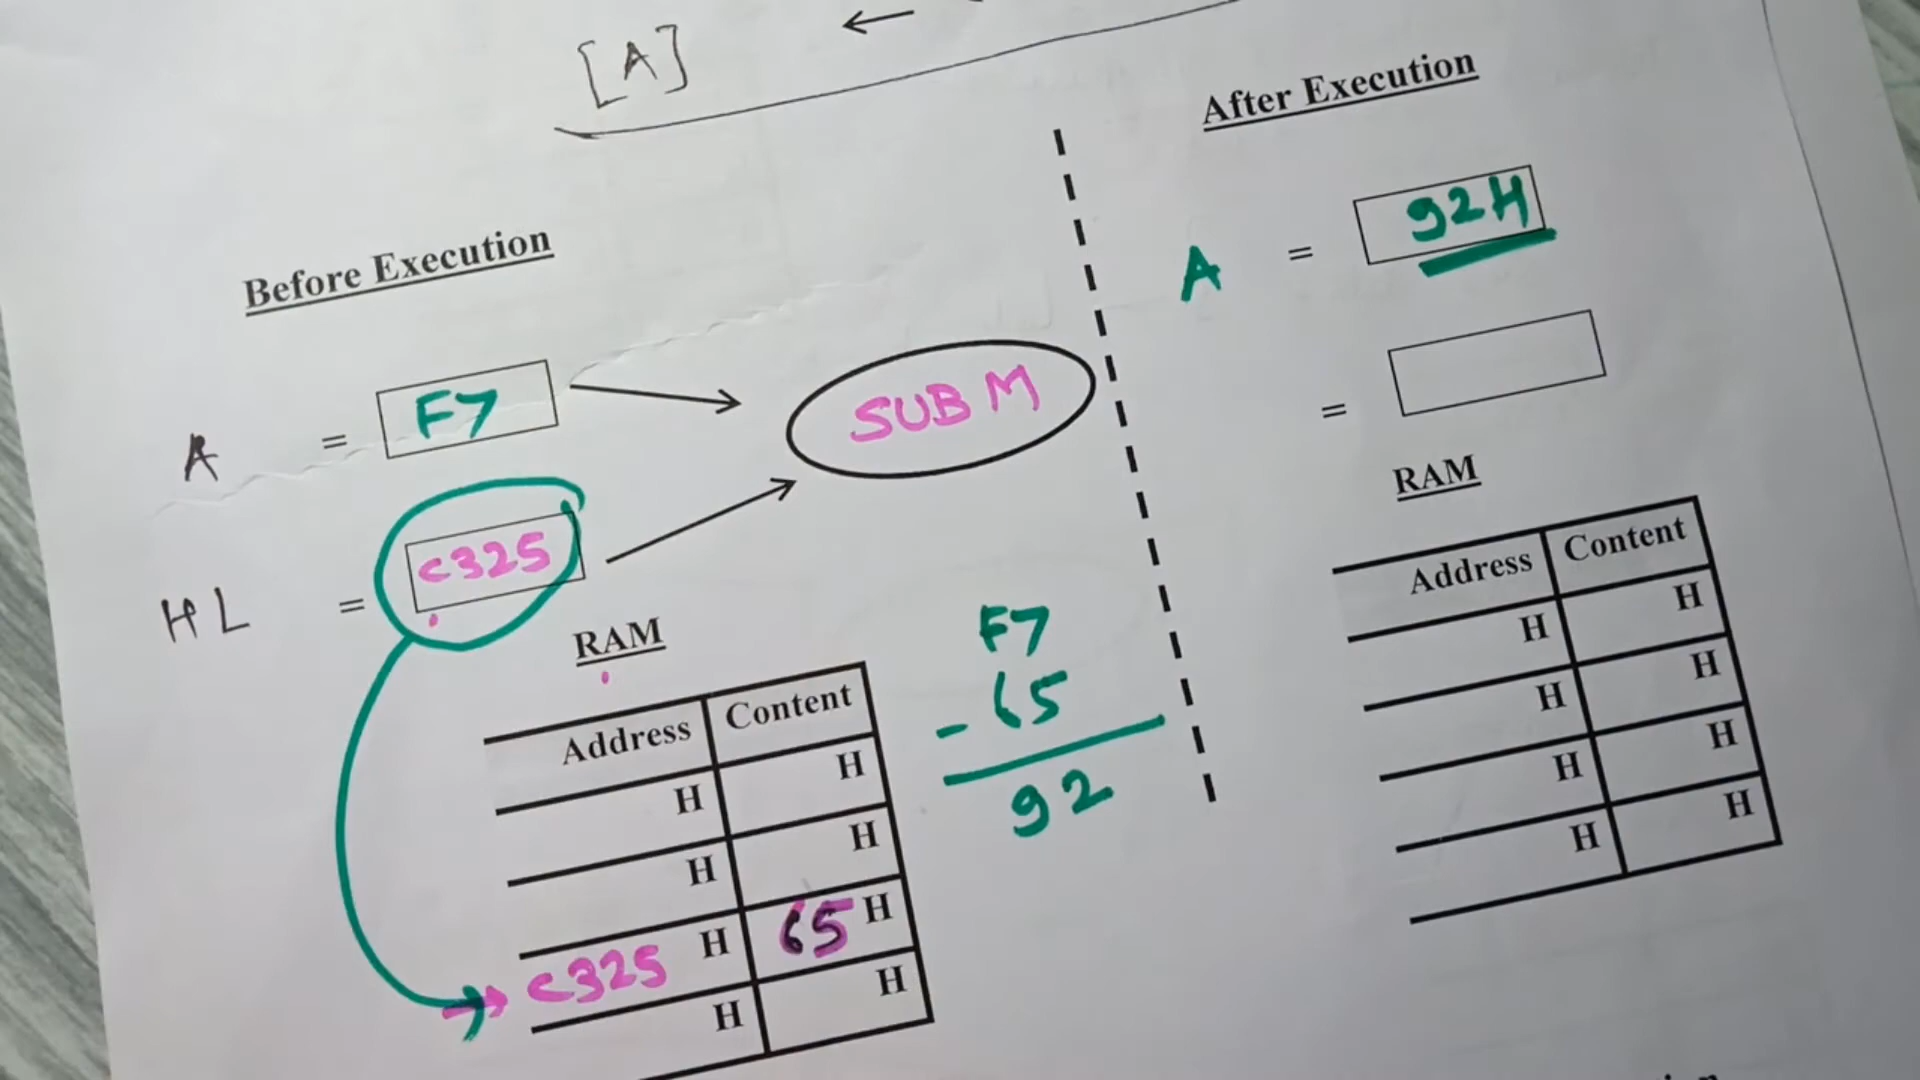 [A] ←
Before Execution
A = F7
HL = C325
SUB M
RAM
Address Content
H H
H H
C325 H 65 H
H H
F7
- 65
92
After Execution
A = 92H
=
RAM
Address Content
H H
H H
H H
H H